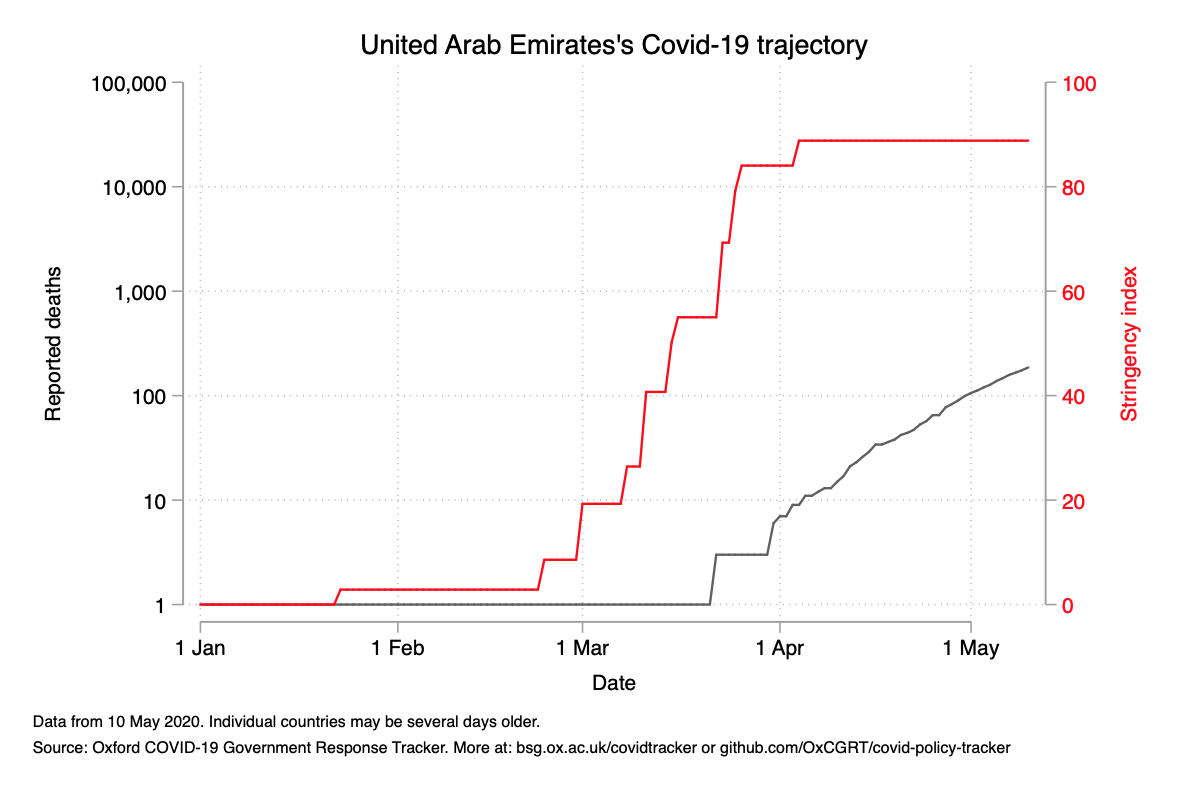 United Arab Emirates's Covid-19 trajectory
100,000
10,000
1,000
100
10
1
Reported deaths
100
80
60
40
20
0
Stringency index
1 Jan
1 Feb
1 Mar
1 Apr
1 May
Date
Data from 10 May 2020. Individual countries may be several days older.
Source: Oxford COVID-19 Government Response Tracker. More at: bsg.ox.ac.uk/covidtracker or github.com/OxCGRT/covid-policy-tracker